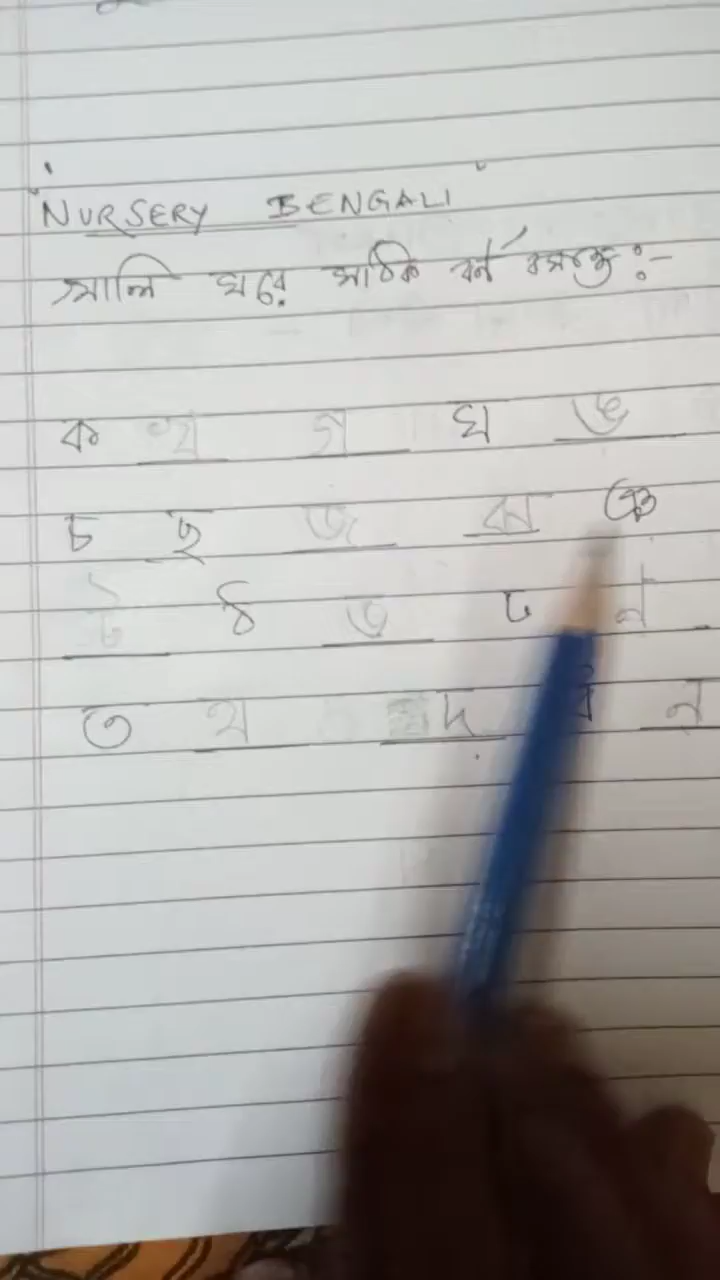 NURSERY BENGALI
খালি ঘরে সঠিক বর্ণ বসাও :-
ক খ গ ঘ ঙ
চ ছ জ ঝ ঞ
ট ঠ ড ঢ ণ
ত থ দ ধ ন